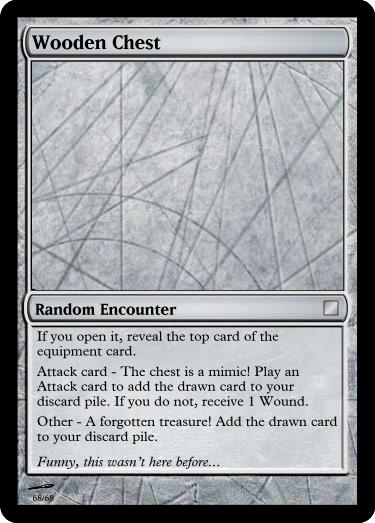 Wooden Chest
Random Encounter
If you open it, reveal the top card of the
equipment card.
Attack card - The chest is a mimic! Play an
Attack card to add the drawn card to your
discard pile. If you do not, receive 1 Wound.
Other - A forgotten treasure! Add the drawn card
to your discard pile.
Funny, this wasn't here before...
68/68